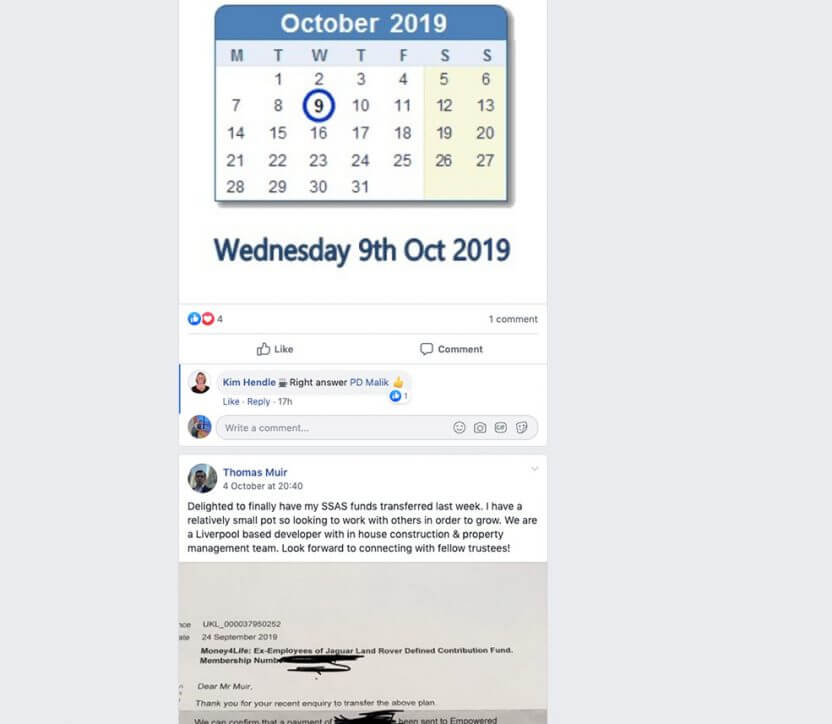 October 2019
M T W T F S S
1 2 3 4 5 6
7 8 9 10 11 12 13
14 15 16 17 18 19 20
21 22 23 24 25 26 27
28 29 30 31
Wednesday 9th Oct 2019
4
1 comment
Like
Comment
Kim Hendle Right answer PD Malik
1
Like · Reply · 17h
Write a comment...
GIF
Thomas Muir
4 October at 20:40
Delighted to finally have my SSAS funds transferred last week. I have a
relatively small pot so looking to work with others in order to grow. We are
a Liverpool based developer with in house construction & property
management team. Look forward to connecting with fellow trustees!
UKL_000037950252
24 September 2019
Money4Life: Ex-Employees of Jaguar Land Rover Defined Contribution Fund.
Membership
Dear Mr Muir,
Thank you for your recent enquiry to transfer the above plan.
We can confirm that a payment of been sent to Empowered